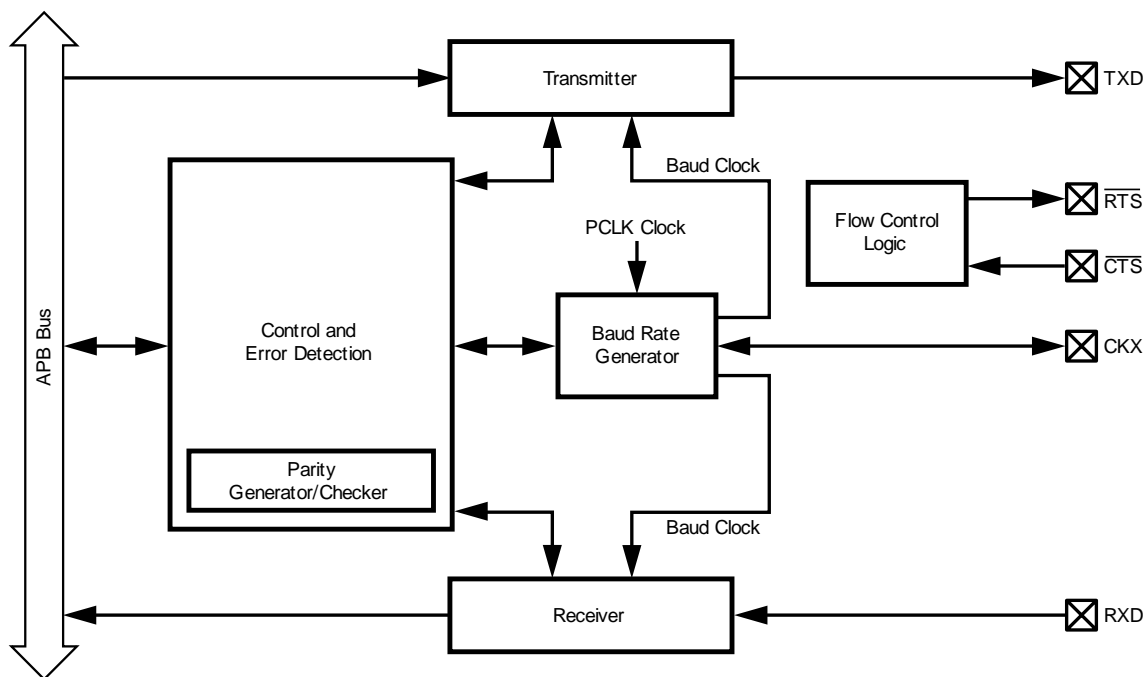 Transmitter
TXD
Baud Clock
RTS
Flow Control
Logic
PCLK Clock
CTS
APB Bus
Control and
Error Detection
Baud Rate
Generator
CKX
Parity
Generator/Checker
Baud Clock
Receiver
RXD